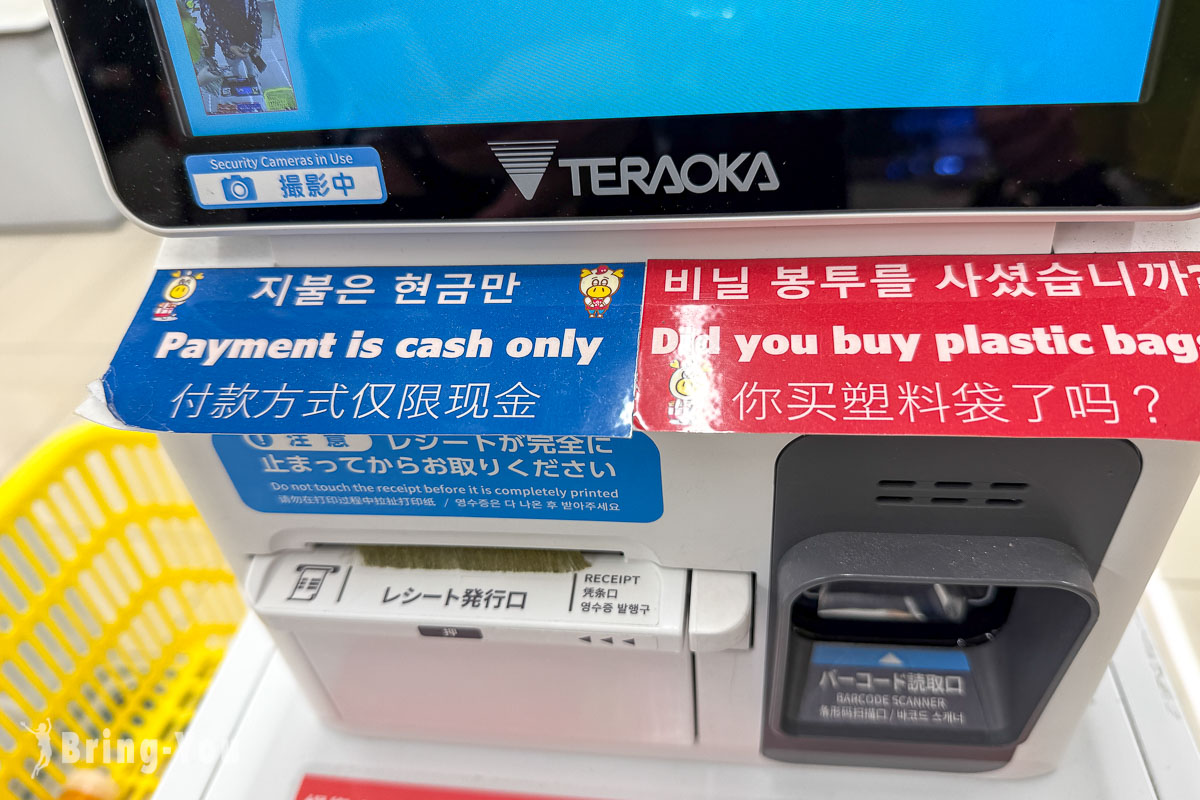 Security Cameras in Use
撮影中
TERAOKA
지불은 현금만
Payment is cash only
付款方式仅限现金
비닐 봉투를 사셨습니까?
Did you buy plastic bags
你买塑料袋了吗？
注意 レシートが完全に
止まってからお取りください
Do not touch the receipt before it is completely printed
请勿在打印过程中拉扯打印纸 / 영수증은 다 나온 후 받아주세요
レシート発行口
RECEIPT
凭条口
영수증 발행구
押
バーコード読取口
BARCODE SCANNER
条形码扫描口 / 바코드 스캐너
Bring-You